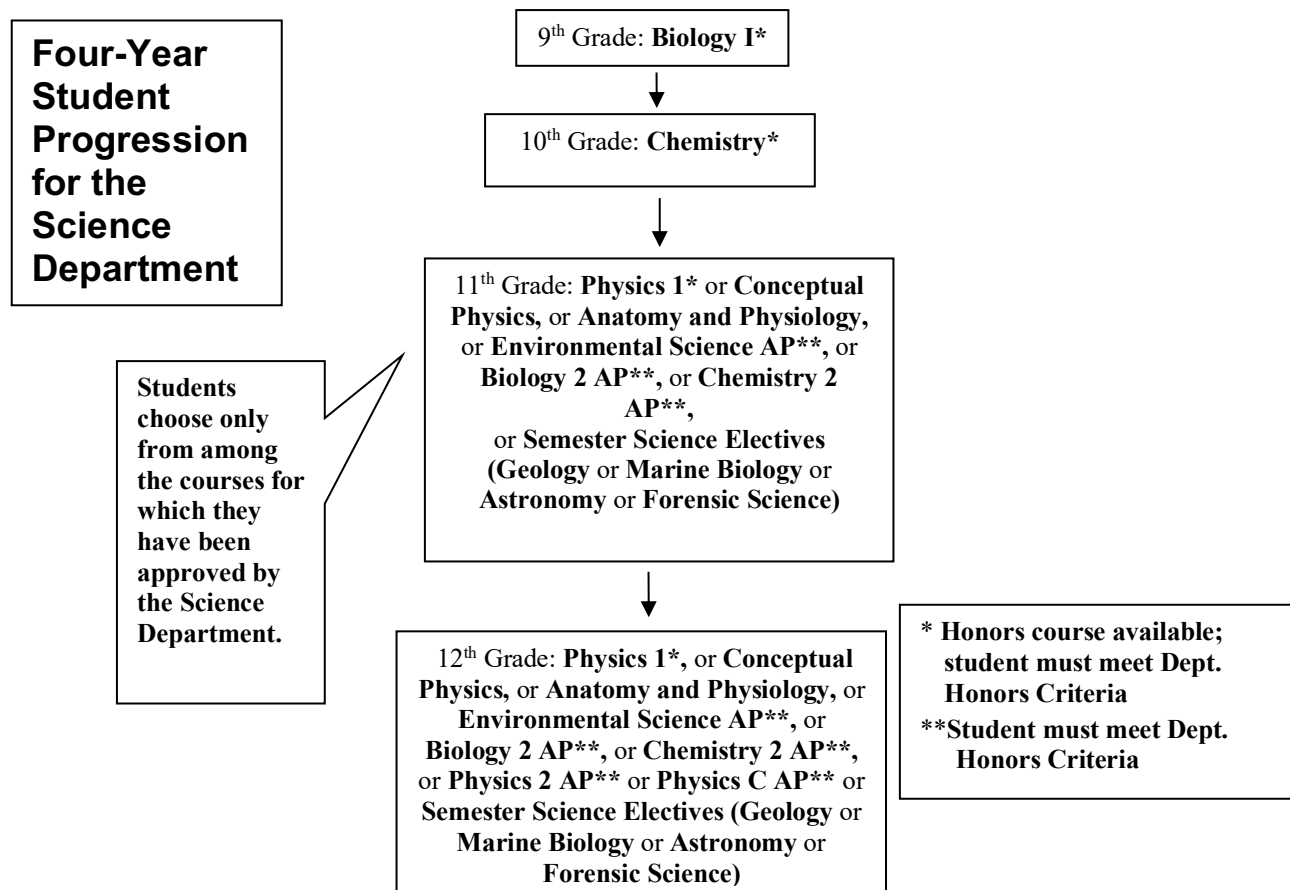 Four-Year
Student
Progression
for the
Science
Department
9th Grade: Biology I*
10th Grade: Chemistry*
11th Grade: Physics 1* or Conceptual
Physics, or Anatomy and Physiology,
or Environmental Science AP**, or
Biology 2 AP**, or Chemistry 2
AP**,
or Semester Science Electives
(Geology or Marine Biology or
Astronomy or Forensic Science)
Students
choose only
from among
the courses for
which they
have been
approved by
the Science
Department.
12th Grade: Physics 1*, or Conceptual
Physics, or Anatomy and Physiology, or
Environmental Science AP**, or
Biology 2 AP**, or Chemistry 2 AP**,
or Physics 2 AP** or Physics C AP** or
Semester Science Electives (Geology or
Marine Biology or Astronomy or
Forensic Science)
* Honors course available;
student must meet Dept.
Honors Criteria
**Student must meet Dept.
Honors Criteria